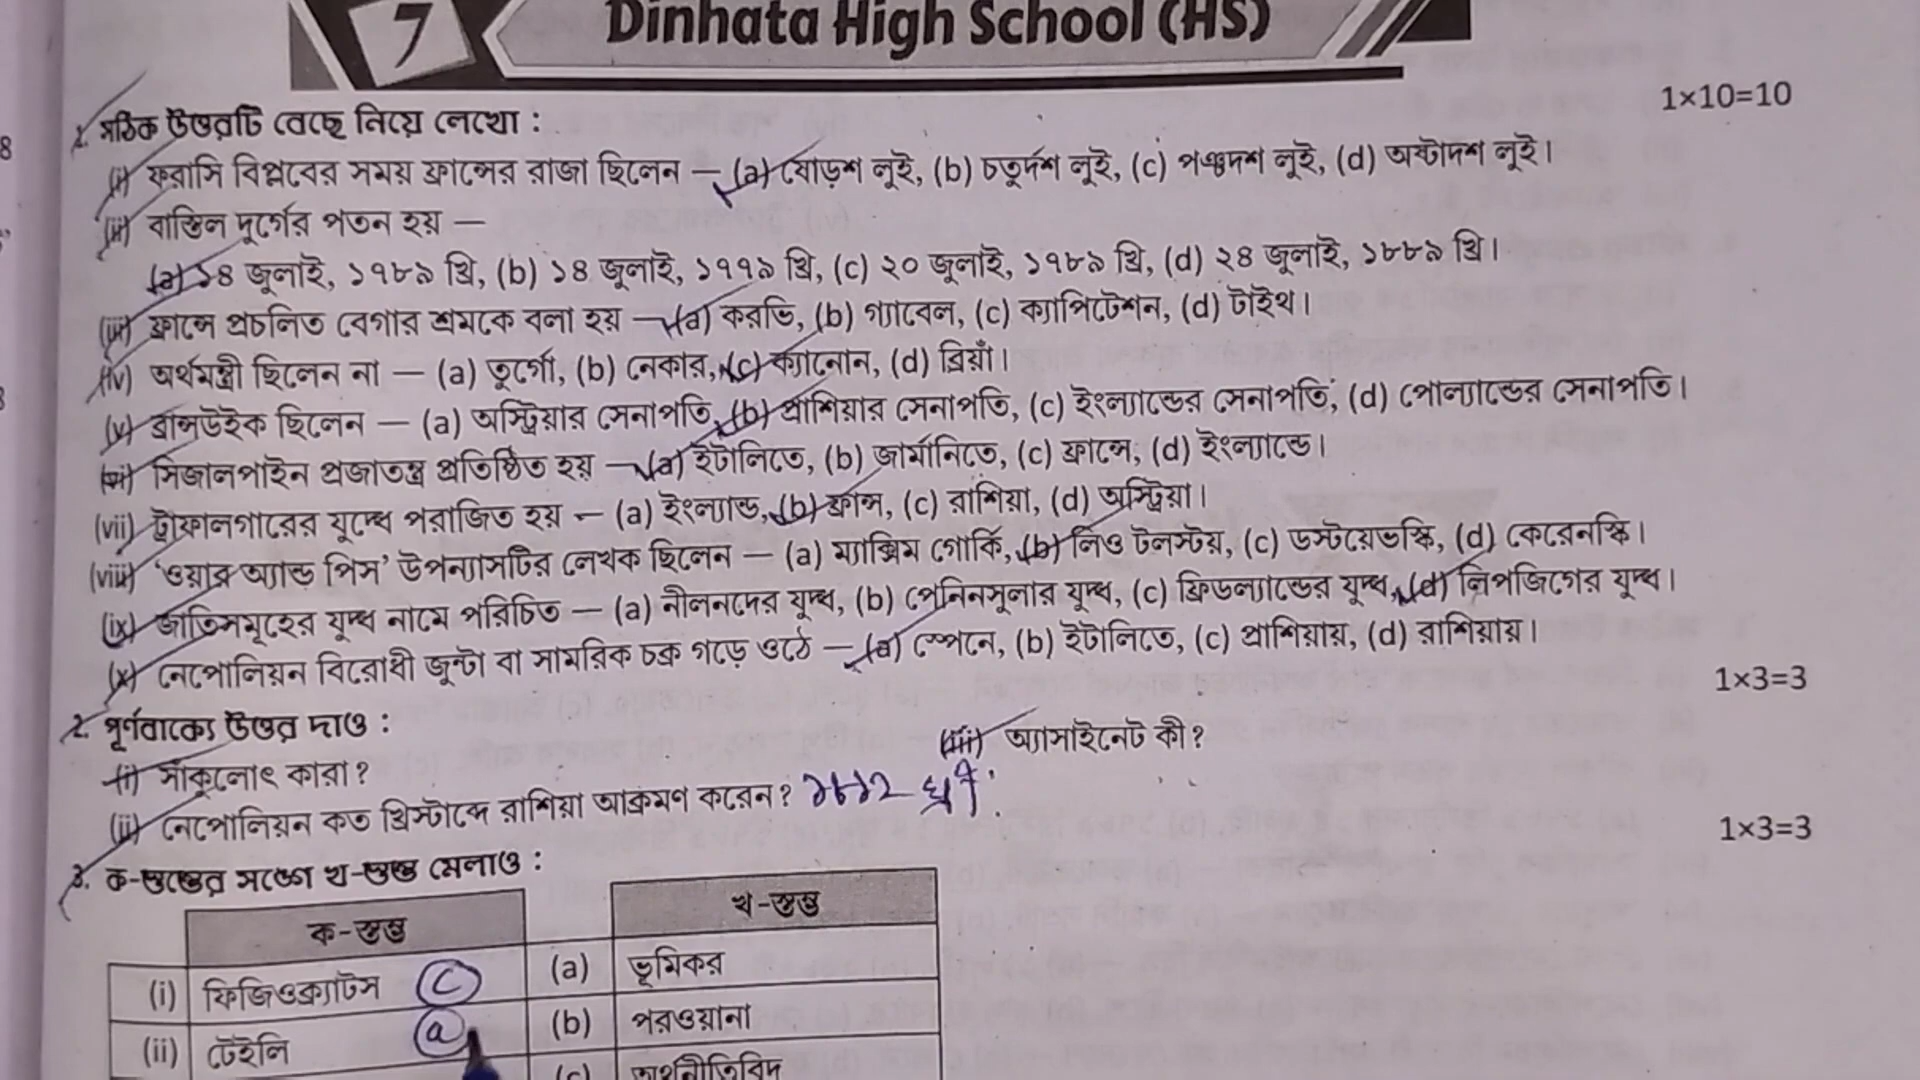 7 Dinhata High School (HS)
1. সঠিক উত্তরটি বেছে নিয়ে লেখো : 1×10=10
(i) ফরাসি বিপ্লবের সময় ফ্রান্সের রাজা ছিলেন — (a) ষোড়শ লুই, (b) চতুর্দশ লুই, (c) পঞ্চদশ লুই, (d) অষ্টাদশ লুই।
(ii) বাস্তিল দুর্গের পতন হয় —
(a) ১৪ জুলাই, ১৭৮৯ খ্রি, (b) ১৪ জুলাই, ১৭৭৯ খ্রি, (c) ২০ জুলাই, ১৭৮৯ খ্রি, (d) ২৪ জুলাই, ১৮৮৯ খ্রি।
(iii) ফ্রান্সে প্রচলিত বেগার শ্রমকে বলা হয় — (a) করভি, (b) গ্যাবেল, (c) ক্যাপিটেশন, (d) টাইথ।
(iv) অর্থমন্ত্রী ছিলেন না — (a) তুর্গো, (b) নেকার, (c) ক্যানোন, (d) ব্রিয়াঁ।
(v) ব্রান্সউইক ছিলেন — (a) অস্ট্রিয়ার সেনাপতি, (b) প্রাশিয়ার সেনাপতি, (c) ইংল্যান্ডের সেনাপতি, (d) পোল্যান্ডের সেনাপতি।
(vi) সিজালপাইন প্রজাতন্ত্র প্রতিষ্ঠিত হয় — (a) ইটালিতে, (b) জার্মানিতে, (c) ফ্রান্সে, (d) ইংল্যান্ডে।
(vii) ট্রাফালগারের যুদ্ধে পরাজিত হয় — (a) ইংল্যান্ড, (b) ফ্রান্স, (c) রাশিয়া, (d) অস্ট্রিয়া।
(viii) ‘ওয়ার অ্যান্ড পিস’ উপন্যাসটির লেখক ছিলেন — (a) ম্যাক্সিম গোর্কি, (b) লিও টলস্টয়, (c) ডস্টয়েভস্কি, (d) কেরেনস্কি।
(ix) জাতিসমূহের যুদ্ধ নামে পরিচিত — (a) নীলনদের যুদ্ধ, (b) পেনিনসুলার যুদ্ধ, (c) ফ্রিডল্যান্ডের যুদ্ধ, (d) লিপজিগের যুদ্ধ।
(x) নেপোলিয়ন বিরোধী জুন্টা বা সামরিক চক্র গড়ে ওঠে — (a) স্পেনে, (b) ইটালিতে, (c) প্রাশিয়ায়, (d) রাশিয়ায়।
2. পূর্ণবাক্যে উত্তর দাও : 1×3=3
(i) সাঁকুলোৎ কারা? (iii) অ্যাসাইনেট কী?
(ii) নেপোলিয়ন কত খ্রিস্টাব্দে রাশিয়া আক্রমণ করেন? ১৮১২
3. ক-স্তম্ভের সঙ্গে খ-স্তম্ভ মেলাও : 1×3=3
ক-স্তম্ভ খ-স্তম্ভ
(i) ফিজিওক্র্যাটস C (a) ভূমিকর
(ii) টেইলি a (b) পরওয়ানা
(c) অর্থনীতিবিদ